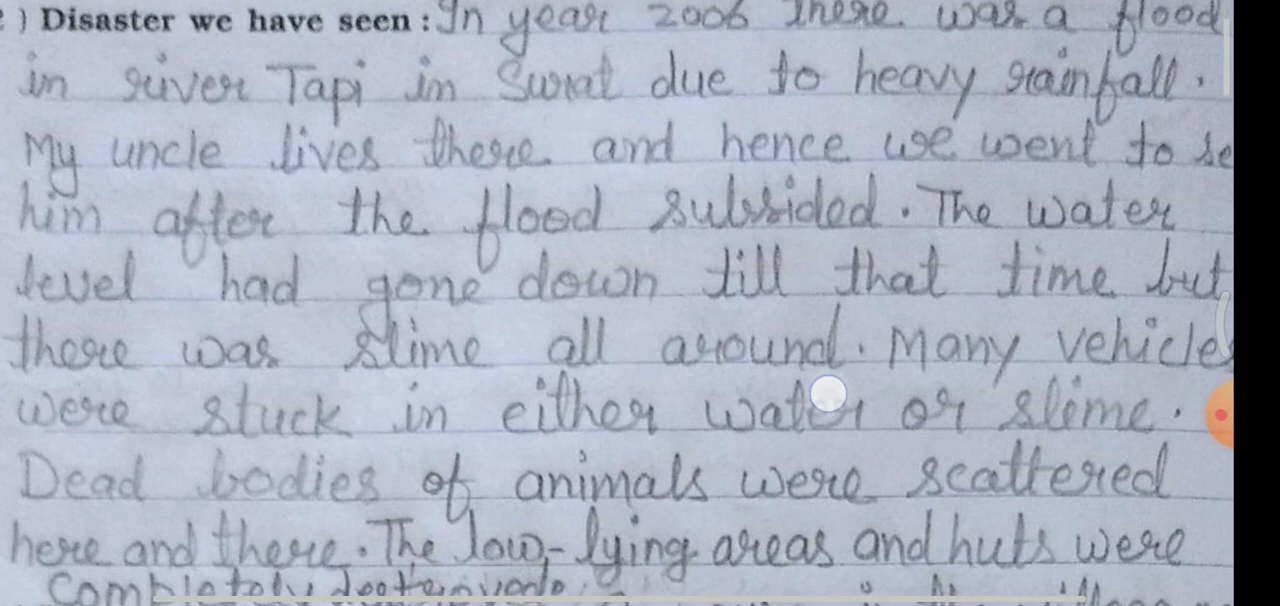 ) Disaster we have seen : In year 2006 there was a flood
in river Tapi in Surat due to heavy rainfall.
My uncle lives there and hence we went to se
him after the flood subsided. The water
level had gone down till that time but
there was slime all around. Many vehicles
were stuck in either water or slime.
Dead bodies of animals were scattered
here and there. The low-lying areas and huts were
Completely